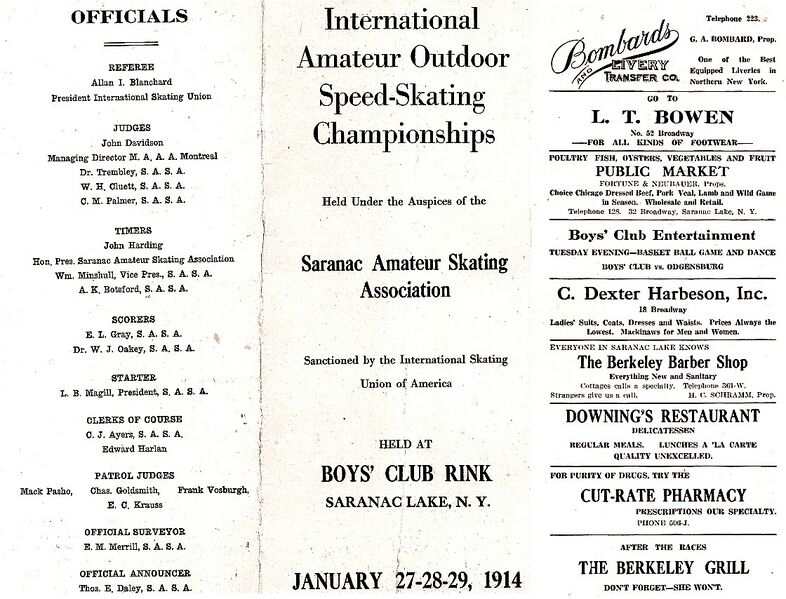 OFFICIALS
REFEREE
Allan I. Blanchard
President International Skating Union
JUDGES
John Davidson
Managing Director M. A. A. A. Montreal
Dr. Trembley, S. A. S. A.
W. H. Cluett, S. A. S. A.
C. M. Palmer, S. A. S. A.
TIMERS
John Harding
Hon. Pres. Saranac Amateur Skating Association
Wm. Minshull, Vice Pres., S. A. S. A.
A. K. Botsford, S. A. S. A.
SCORERS
E. L. Gray, S. A. S. A.
Dr. W. J. Oakey, S. A. S. A.
STARTER
L. B. Magill, President, S. A. S. A.
CLERKS OF COURSE
C. J. Ayers, S. A. S. A.
Edward Harlan
PATROL JUDGES
Mack Pasho, Chas. Goldsmith, Frank Vosburgh,
E. C. Krauss
OFFICIAL SURVEYOR
E. M. Merrill, S. A. S. A.
OFFICIAL ANNOUNCER
Thos. E. Daley, S. A. S. A.
International
Amateur Outdoor
Speed-Skating
Championships
Held Under the Auspices of the
Saranac Amateur Skating
Association
Sanctioned by the International Skating
Union of America
HELD AT
BOYS' CLUB RINK
SARANAC LAKE, N. Y.
JANUARY 27-28-29, 1914
Telephone 223.
Bombards
AND LIVERY
TRANSFER CO.
G. A. BOMBARD, Prop.
One of the Best
Equipped Liveries in
Northern New York.
GO TO
L. T. BOWEN
No. 52 Broadway
—FOR ALL KINDS OF FOOTWEAR—
POULTRY FISH, OYSTERS, VEGETABLES AND FRUIT
PUBLIC MARKET
FORTUNE & NEUBAUER, Props.
Choice Chicago Dressed Beef, Pork Veal, Lamb and Wild Game
in Season. Wholesale and Retail.
Telephone 128. 32 Broadway, Saranac Lake, N. Y.
Boys' Club Entertainment
TUESDAY EVENING—BASKET BALL GAME AND DANCE
BOYS' CLUB vs. ODGENSBURG
C. Dexter Harbeson, Inc.
18 Broadway
Ladies' Suits, Coats, Dresses and Waists. Prices Always the
Lowest. Mackinaws for Men and Women.
EVERYONE IN SARANAC LAKE KNOWS
The Berkeley Barber Shop
Everything New and Sanitary
Cottages calls a specialty. Telephone 361-W.
Strangers give us a call. H. C. SCHRAMM, Prop.
DOWNING'S RESTAURANT
DELICATESSEN
REGULAR MEALS. LUNCHES A 'LA CARTE
QUALITY UNEXCELLED.
FOR PURITY OF DRUGS, TRY THE
CUT-RATE PHARMACY
PRESCRIPTIONS OUR SPECIALTY.
PHONE 506-J.
AFTER THE RACES
THE BERKELEY GRILL
DON'T FORGET—SHE WON'T.